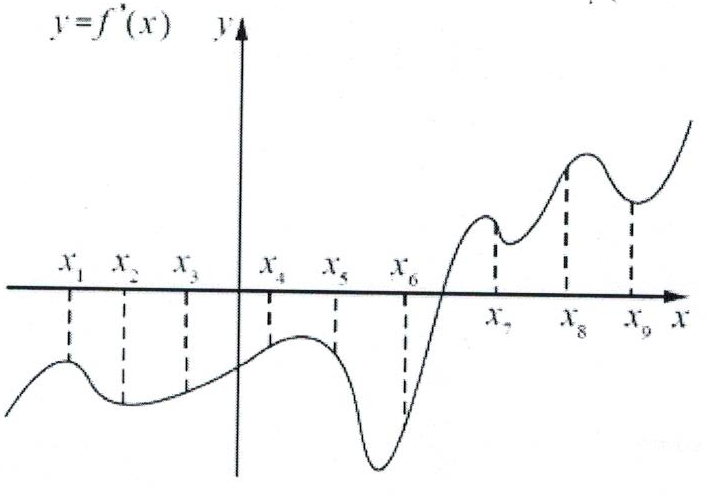 y=f'(x) y
x₁ x₂ x₃ x₄ x₅ x₆
x₇ x₈ x₉ x